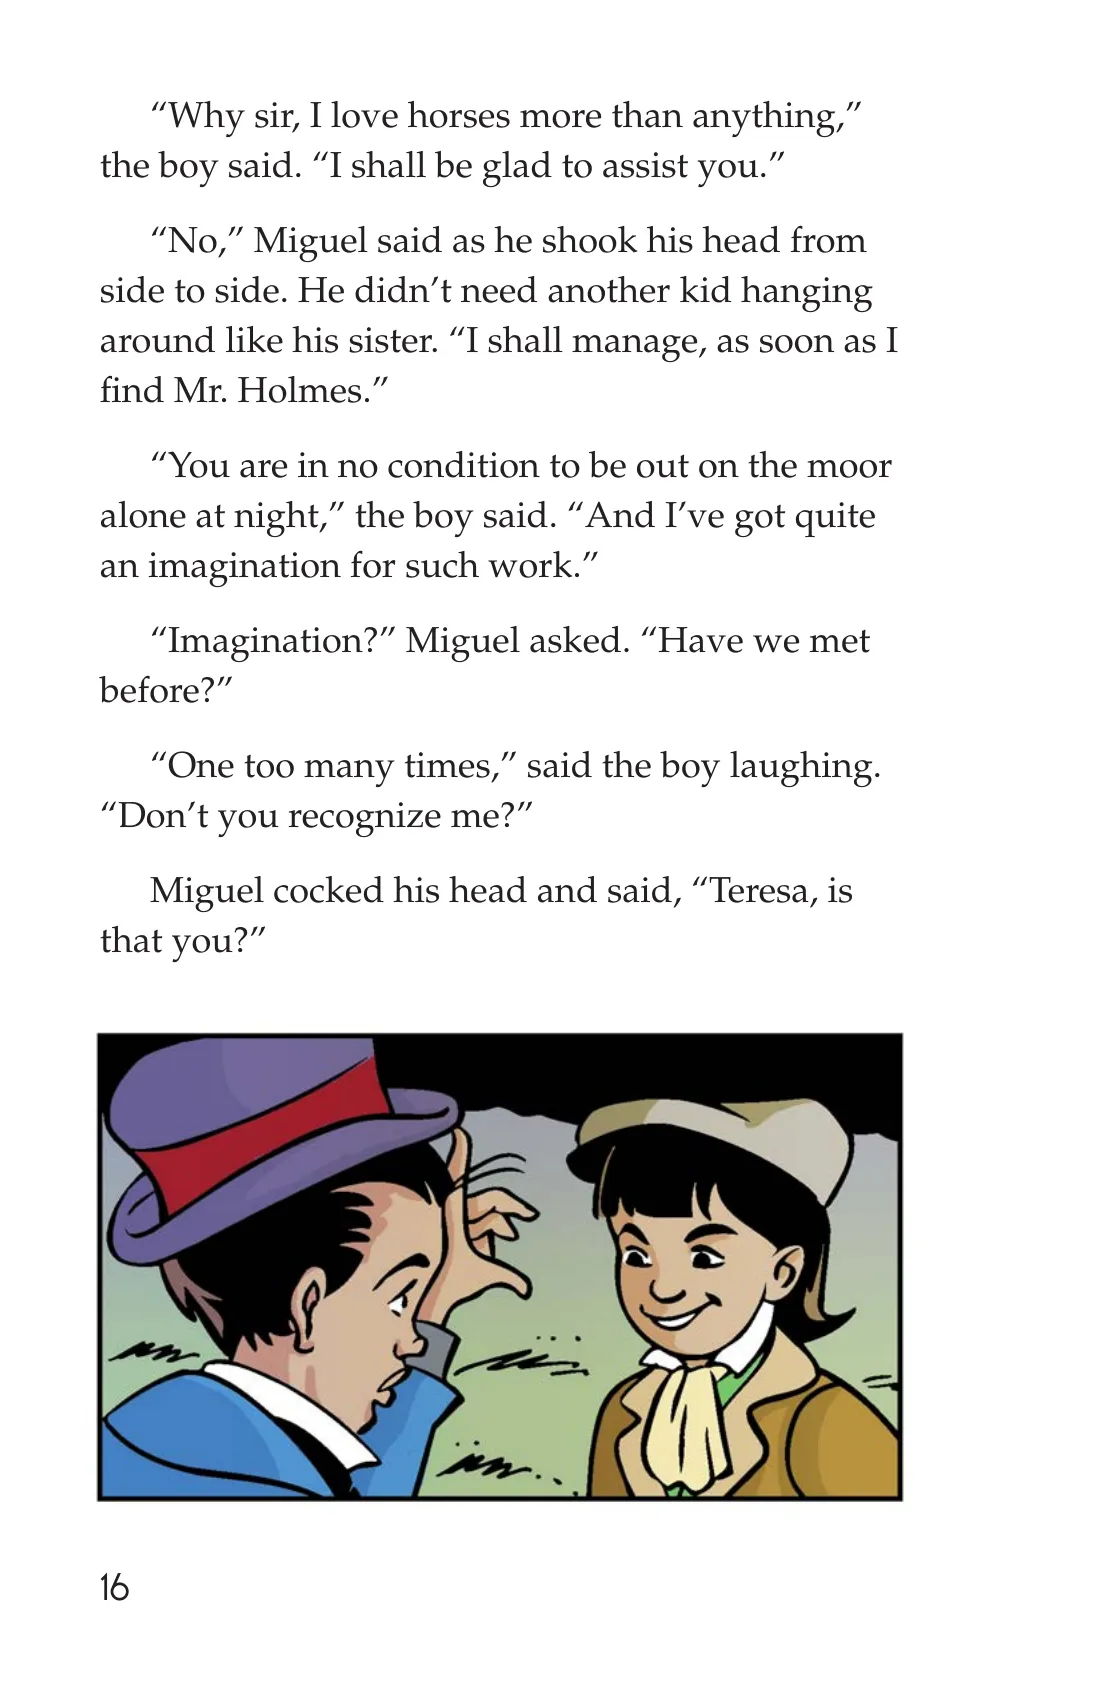 “Why sir, I love horses more than anything,”
the boy said. “I shall be glad to assist you.”
“No,” Miguel said as he shook his head from
side to side. He didn’t need another kid hanging
around like his sister. “I shall manage, as soon as I
find Mr. Holmes.”
“You are in no condition to be out on the moor
alone at night,” the boy said. “And I’ve got quite
an imagination for such work.”
“Imagination?” Miguel asked. “Have we met
before?”
“One too many times,” said the boy laughing.
“Don’t you recognize me?”
Miguel cocked his head and said, “Teresa, is
that you?”
16